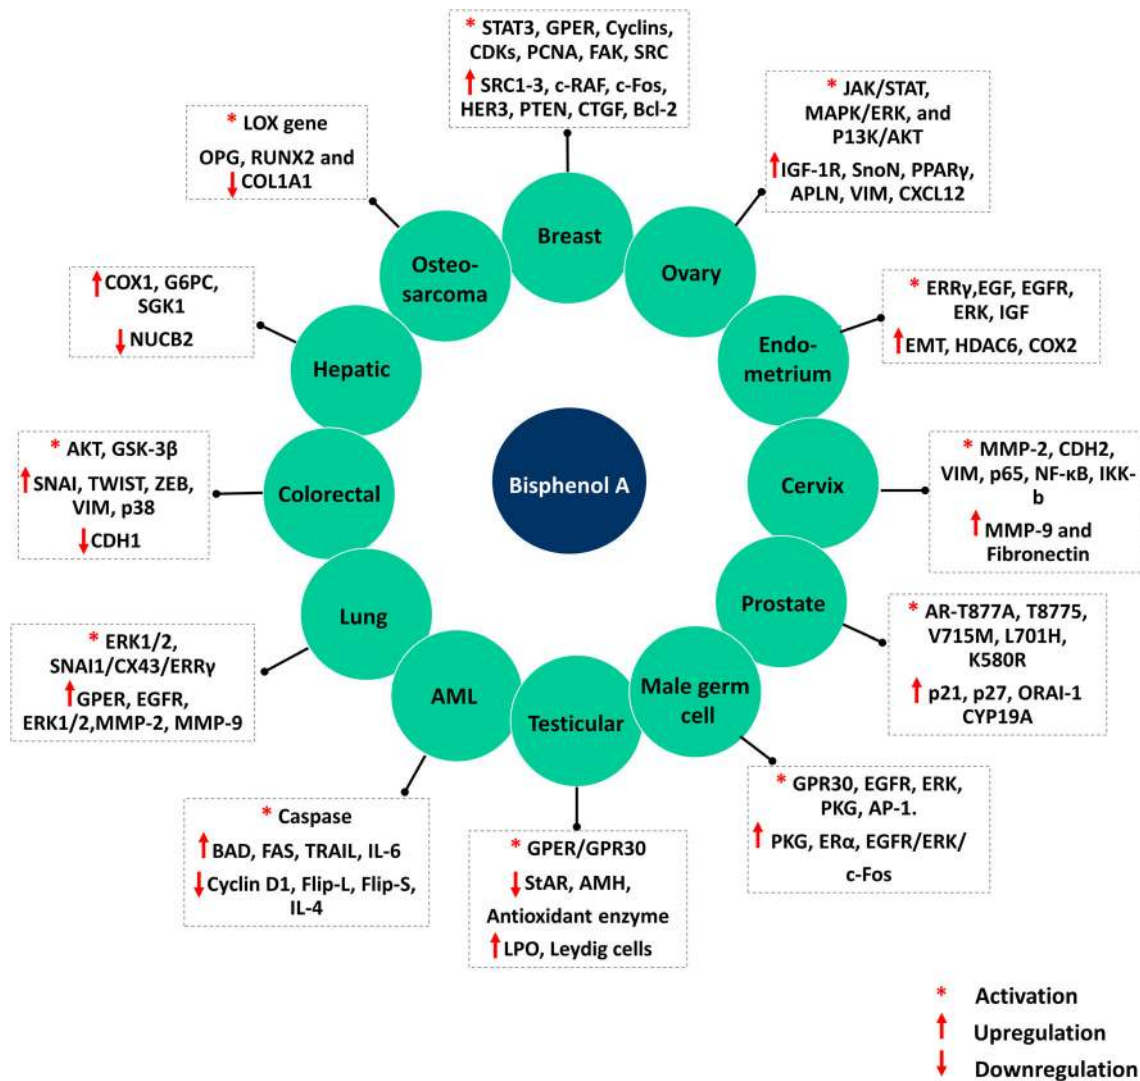 * STAT3, GPER, Cyclins,
CDKs, PCNA, FAK, SRC
↑ SRC1-3, c-RAF, c-Fos,
HER3, PTEN, CTGF, Bcl-2
Breast
* JAK/STAT,
MAPK/ERK, and
P13K/AKT
↑ IGF-1R, SnoN, PPARγ,
APLN, VIM, CXCL12
Ovary
* ERRγ,EGF, EGFR,
ERK, IGF
↑ EMT, HDAC6, COX2
Endo-
metrium
* MMP-2, CDH2,
VIM, p65, NF-κB, IKK-
b
↑ MMP-9 and
Fibronectin
Cervix
* AR-T877A, T8775,
V715M, L701H,
K580R
↑ p21, p27, ORAI-1
CYP19A
Prostate
* GPR30, EGFR, ERK,
PKG, AP-1.
↑ PKG, ERα, EGFR/ERK/
c-Fos
Male germ
cell
* GPER/GPR30
↓ StAR, AMH,
Antioxidant enzyme
↑ LPO, Leydig cells
Testicular
* Caspase
↑ BAD, FAS, TRAIL, IL-6
↓ Cyclin D1, Flip-L, Flip-S,
IL-4
AML
* ERK1/2,
SNAI1/CX43/ERRγ
↑ GPER, EGFR,
ERK1/2,MMP-2, MMP-9
Lung
* AKT, GSK-3β
↑ SNAI, TWIST, ZEB,
VIM, p38
↓ CDH1
Colorectal
↑ COX1, G6PC,
SGK1
↓ NUCB2
Hepatic
* LOX gene
OPG, RUNX2 and
↓ COL1A1
Osteo-
sarcoma
Bisphenol A
* Activation
↑ Upregulation
↓ Downregulation